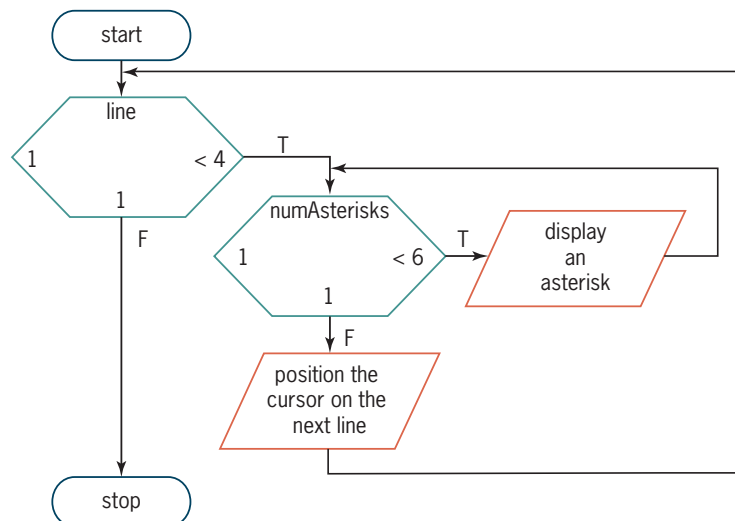 start
line
1
< 4
1
T
F
numAsterisks
1
< 6
1
T
F
display
an
asterisk
position the
cursor on the
next line
stop